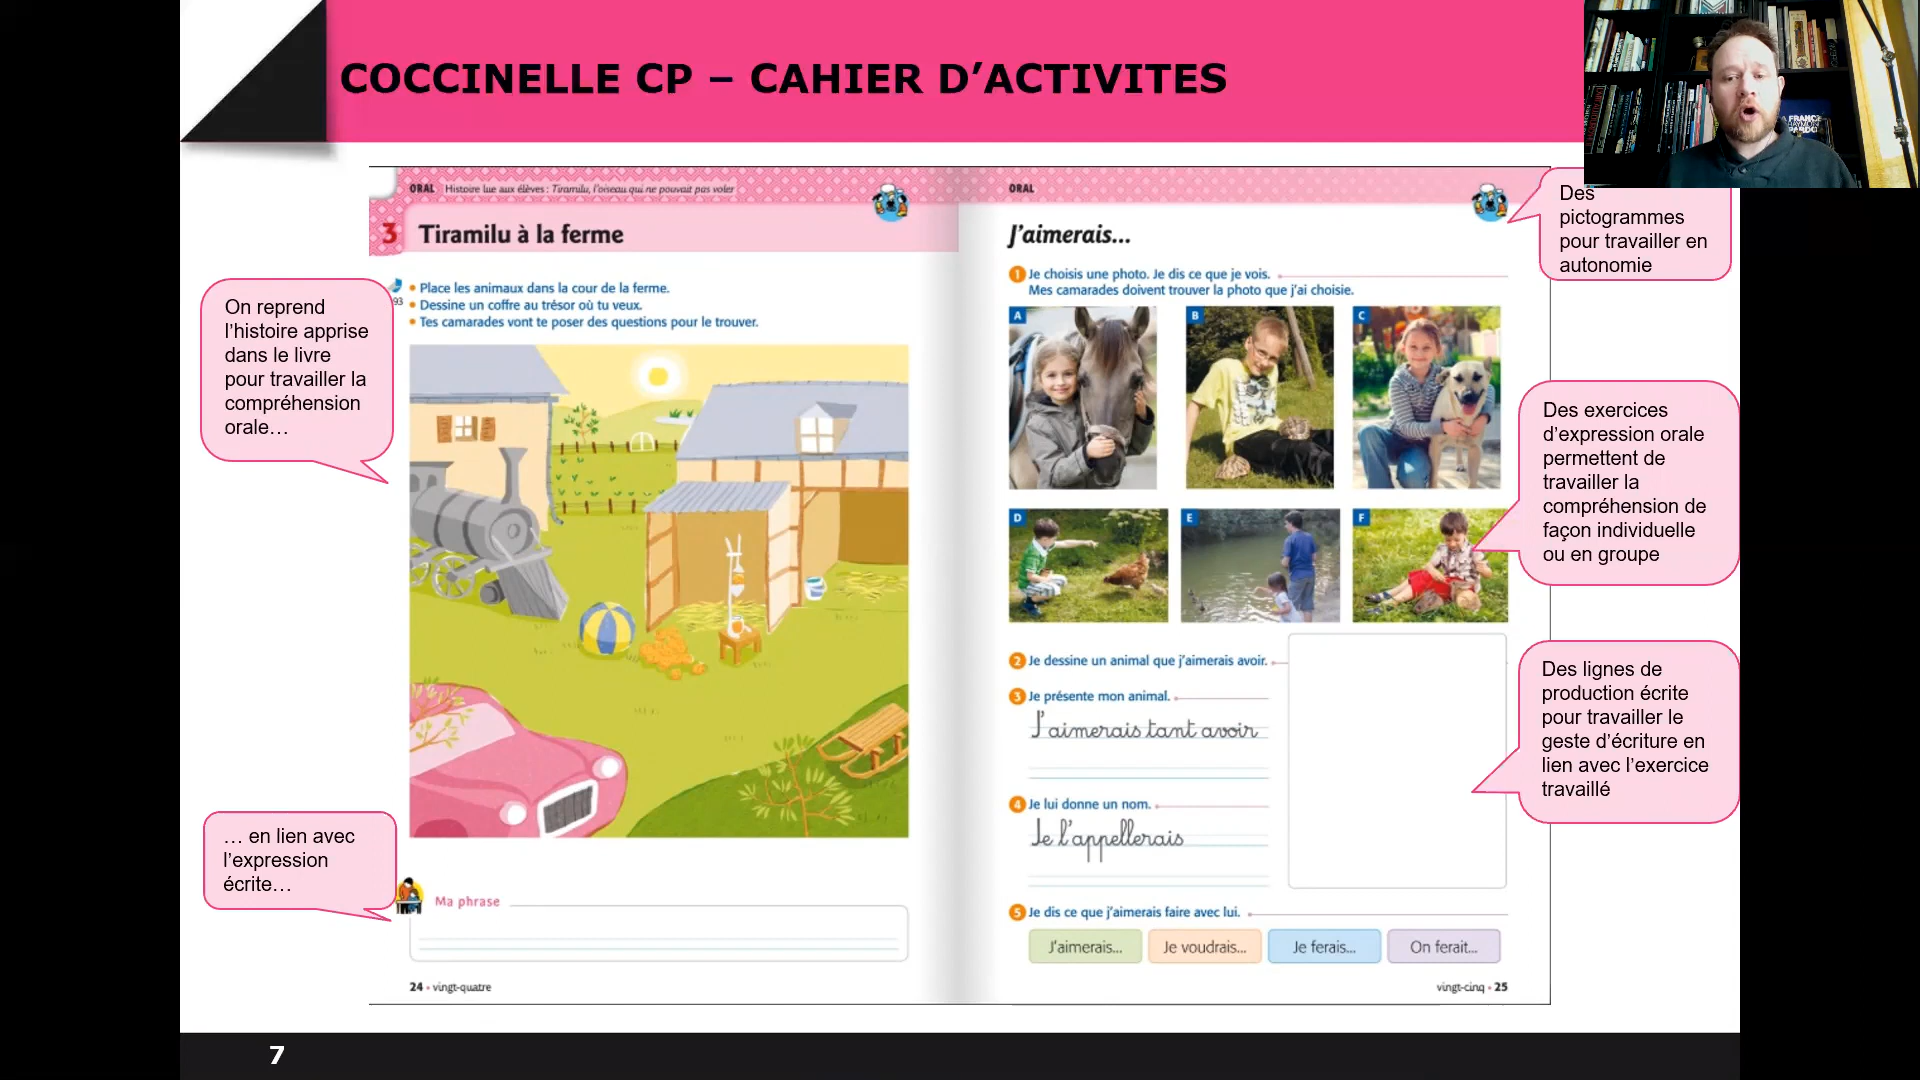 COCCINELLE CP – CAHIER D’ACTIVITES
ORAL Histoire lue aux élèves : Tiramilu, l’oiseau qui ne pouvait pas voler
3 Tiramilu à la ferme
93
• Place les animaux dans la cour de la ferme.
• Dessine un coffre au trésor où tu veux.
• Tes camarades vont te poser des questions pour le trouver.
Ma phrase
24 • vingt-quatre
ORAL
J’aimerais…
1 Je choisis une photo. Je dis ce que je vois.
Mes camarades doivent trouver la photo que j’ai choisie.
A
B
C
D
E
F
2 Je dessine un animal que j’aimerais avoir.
3 Je présente mon animal.
J’aimerais tant avoir
4 Je lui donne un nom.
Je l’appellerais
5 Je dis ce que j’aimerais faire avec lui.
J’aimerais…
Je voudrais…
Je ferais…
On ferait…
vingt-cinq • 25
On reprend
l’histoire apprise
dans le livre
pour travailler la
compréhension
orale…
… en lien avec
l’expression
écrite…
Des
pictogrammes
pour travailler en
autonomie
Des exercices
d’expression orale
permettent de
travailler la
compréhension de
façon individuelle
ou en groupe
Des lignes de
production écrite
pour travailler le
geste d’écriture en
lien avec l’exercice
travaillé
7